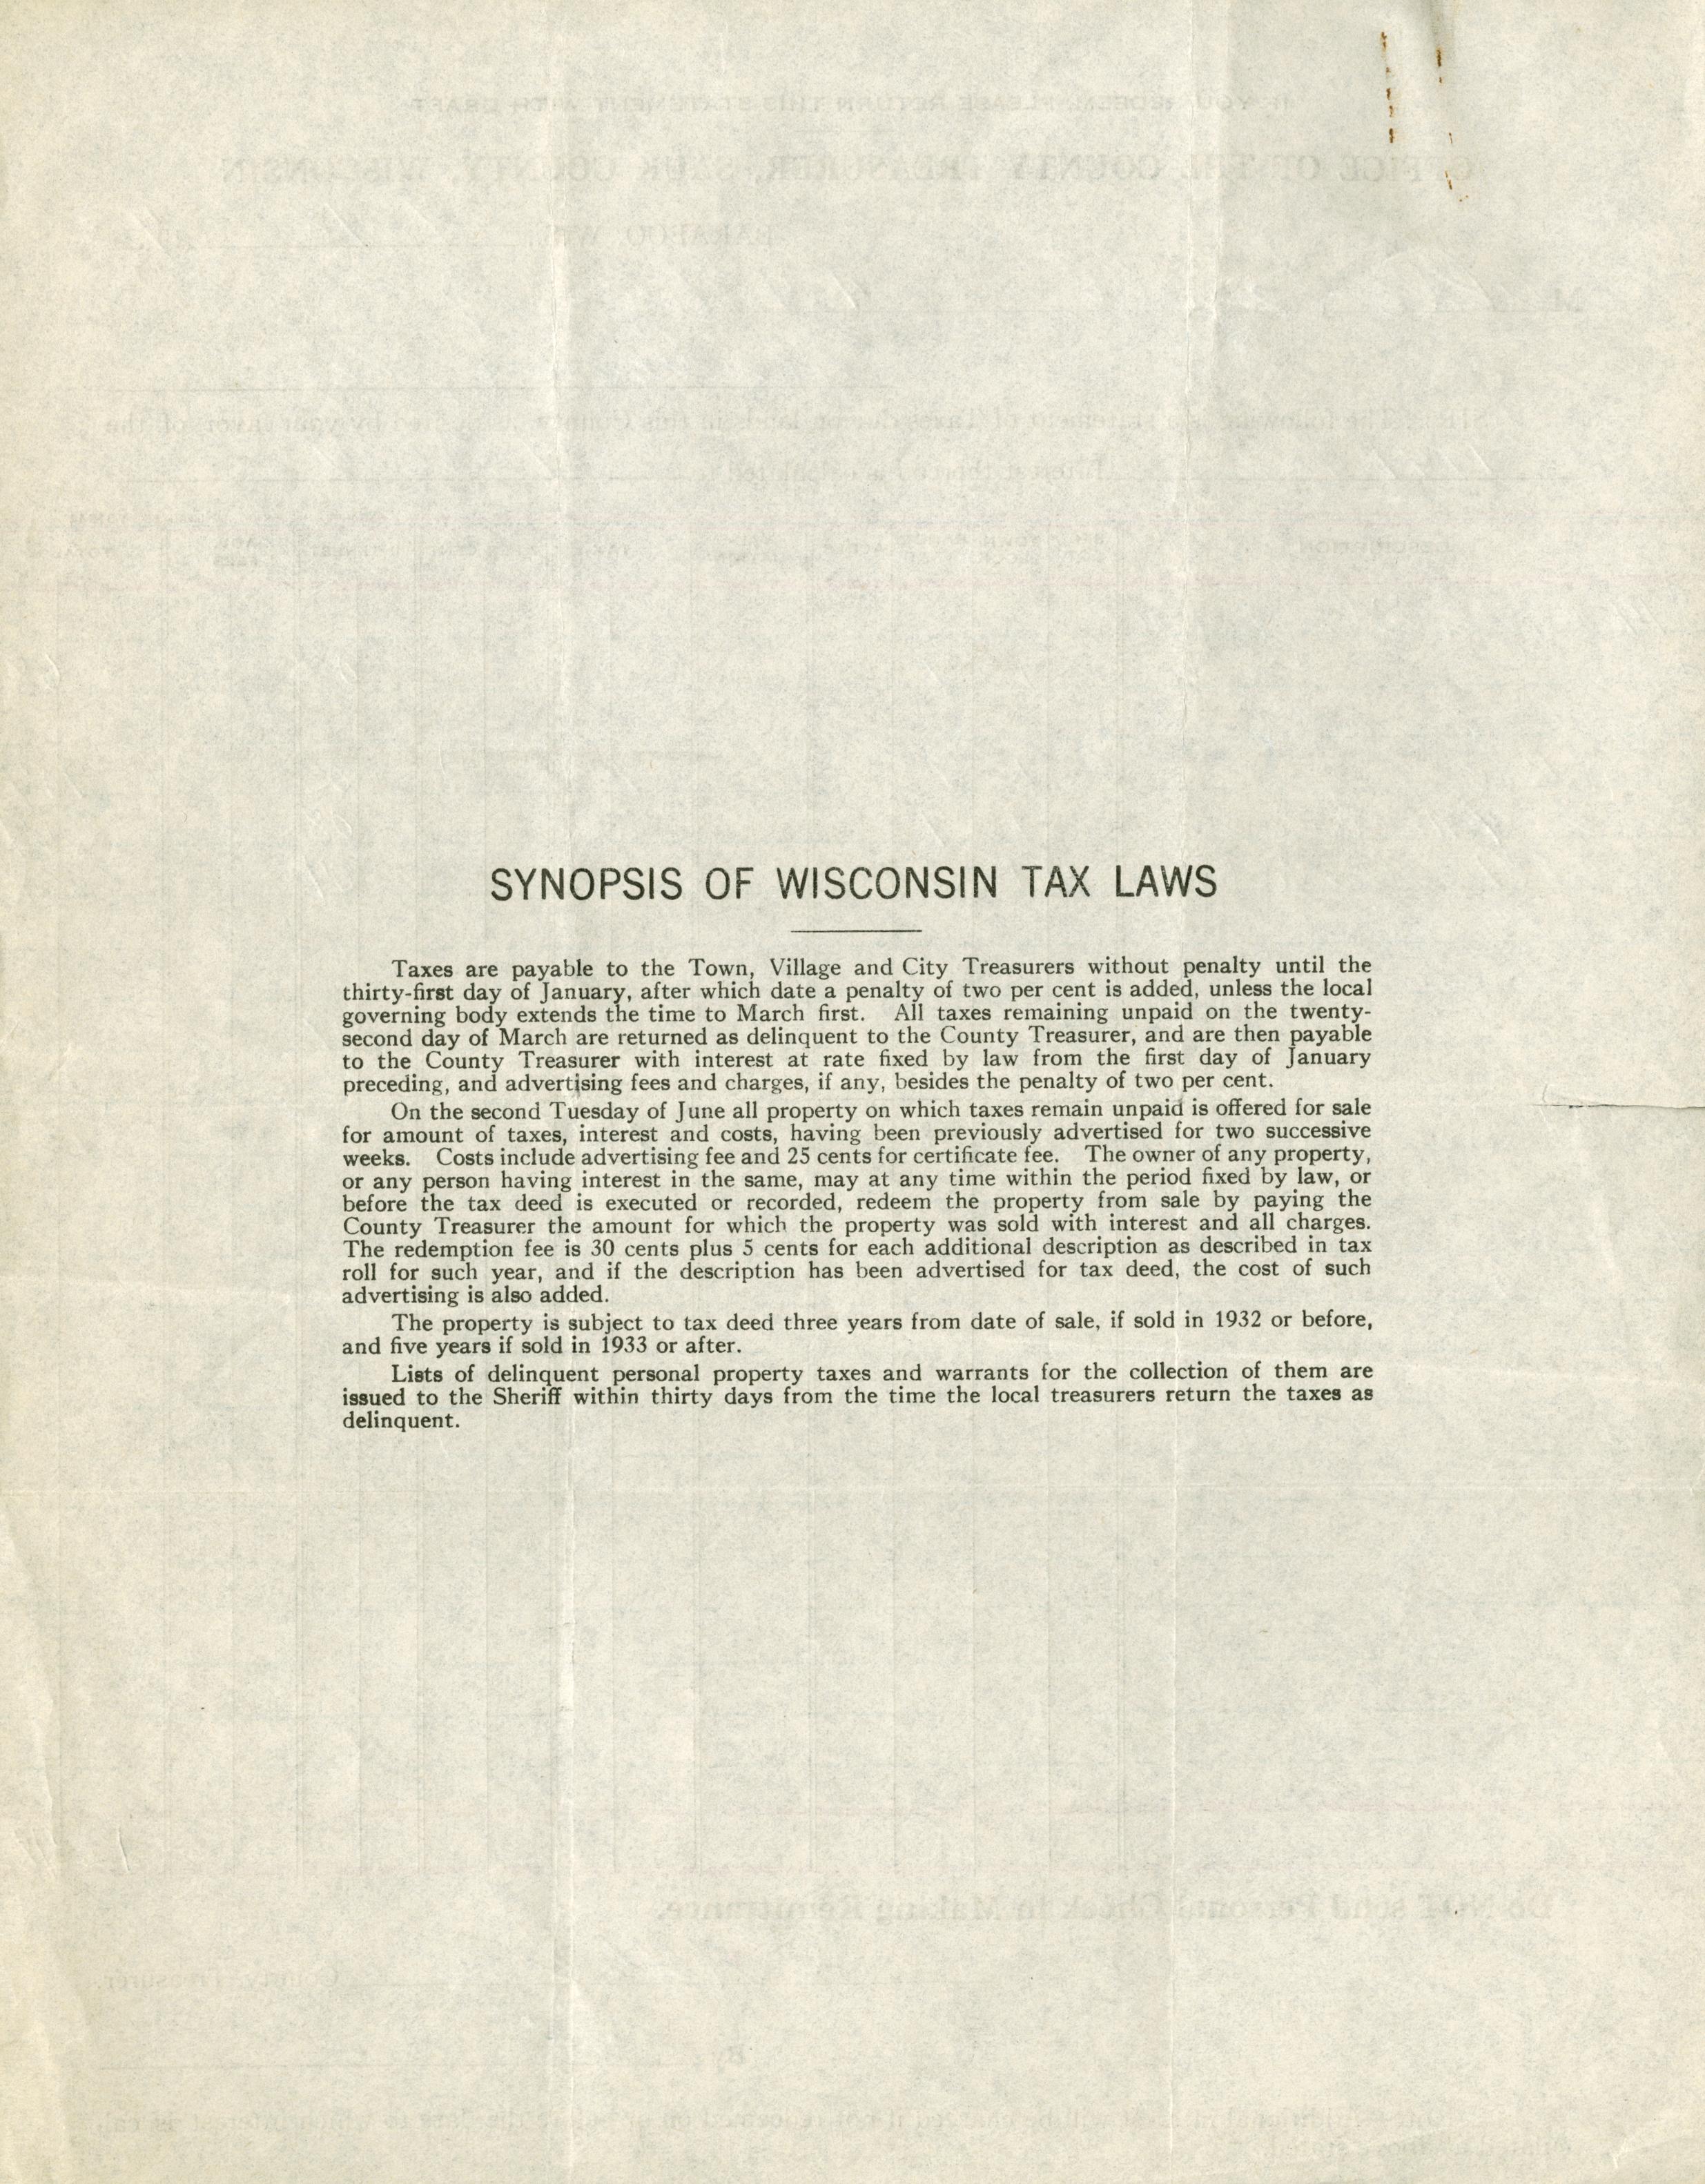 SYNOPSIS OF WISCONSIN TAX LAWS
Taxes are payable to the Town, Village and City Treasurers without penalty until the
thirty-first day of January, after which date a penalty of two per cent is added, unless the local
governing body extends the time to March first. All taxes remaining unpaid on the twenty-
second day of March are returned as delinquent to the County Treasurer, and are then payable
to the County Treasurer with interest at rate fixed by law from the first day of January
preceding, and advertising fees and charges, if any, besides the penalty of two per cent.
On the second Tuesday of June all property on which taxes remain unpaid is offered for sale
for amount of taxes, interest and costs, having been previously advertised for two successive
weeks. Costs include advertising fee and 25 cents for certificate fee. The owner of any property,
or any person having interest in the same, may at any time within the period fixed by law, or
before the tax deed is executed or recorded, redeem the property from sale by paying the
County Treasurer the amount for which the property was sold with interest and all charges.
The redemption fee is 30 cents plus 5 cents for each additional description as described in tax
roll for such year, and if the description has been advertised for tax deed, the cost of such
advertising is also added.
The property is subject to tax deed three years from date of sale, if sold in 1932 or before,
and five years if sold in 1933 or after.
Lists of delinquent personal property taxes and warrants for the collection of them are
issued to the Sheriff within thirty days from the time the local treasurers return the taxes as
delinquent.